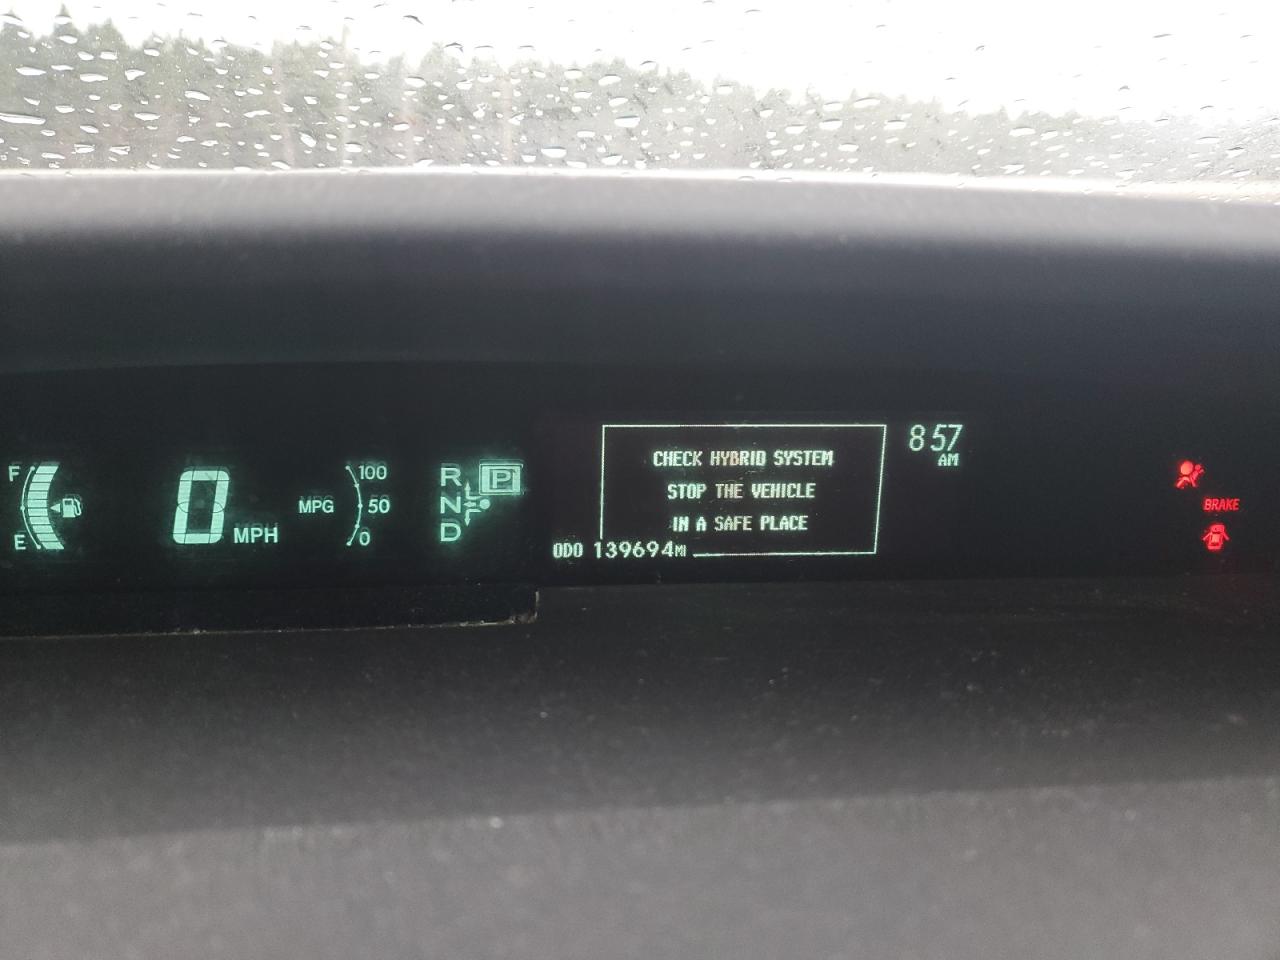 F
E
0
MPH
MPG
100
50
0
R
N
D
P
CHECK HYBRID SYSTEM
STOP THE VEHICLE
IN A SAFE PLACE
ODO 139694MI
8:57
AM
BRAKE